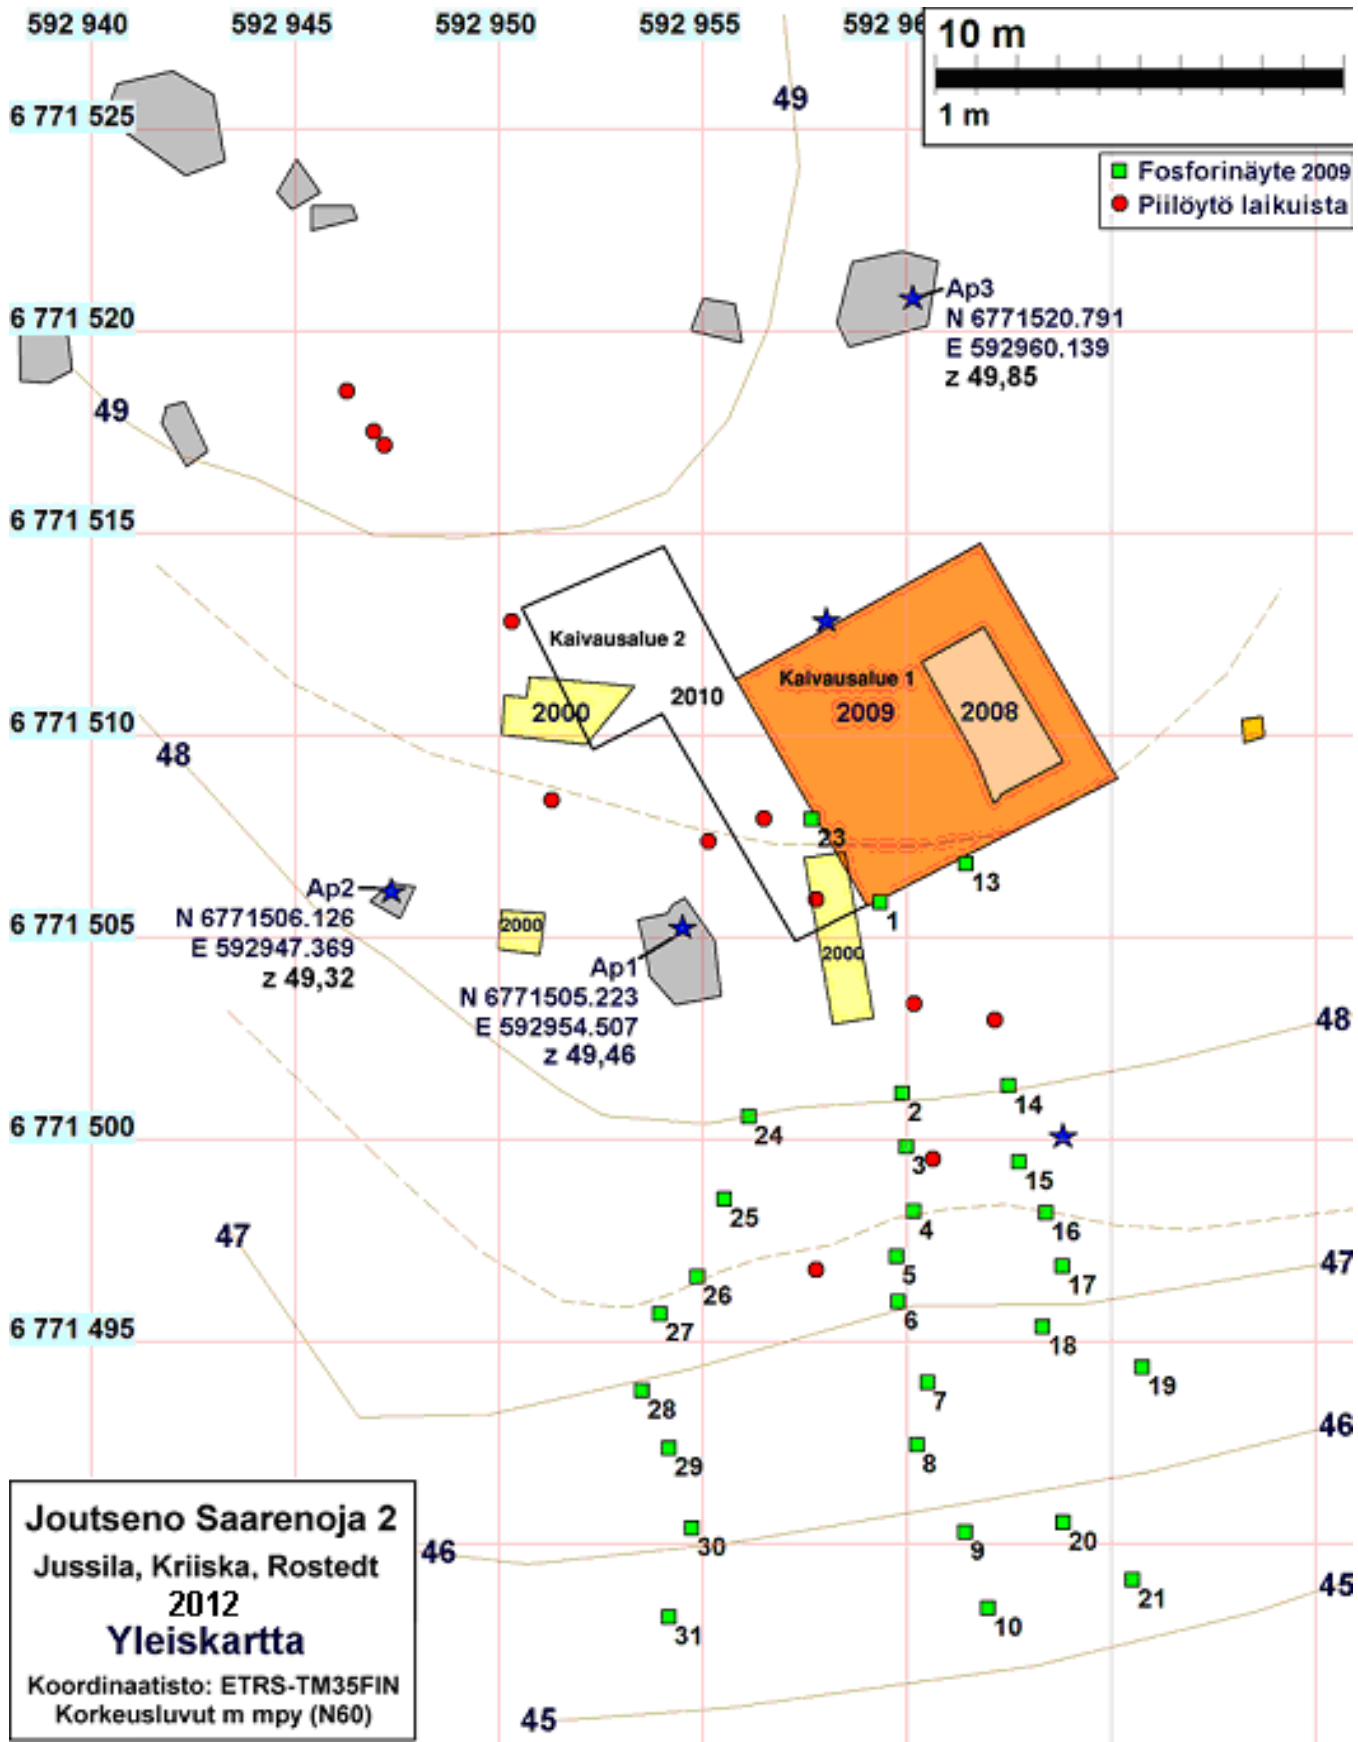 592 940
592 945
592 950
592 955
592 96
10 m
1 m
49
6 771 525
Fosforinäyte 2009
Piilöytö laikuista
Ap3
N 6771520.791
E 592960.139
z 49,85
6 771 520
49
6 771 515
Kaivausalue 2
Kaivausalue 1
2010
2000
2009
2008
6 771 510
48
23
13
Ap2
N 6771506.126
E 592947.369
z 49,32
6 771 505
2000
1
2000
Ap1
N 6771505.223
E 592954.507
z 49,46
48
2
14
24
6 771 500
3
15
25
4
16
47
5
17
47
26
6
27
6 771 495
18
19
7
28
46
8
29
Joutseno Saarenoja 2
Jussila, Kriiska, Rostedt
2012
Yleiskartta
Koordinaatisto: ETRS-TM35FIN
Korkeusluvut m mpy (N60)
46
30
9
20
45
21
31
10
45